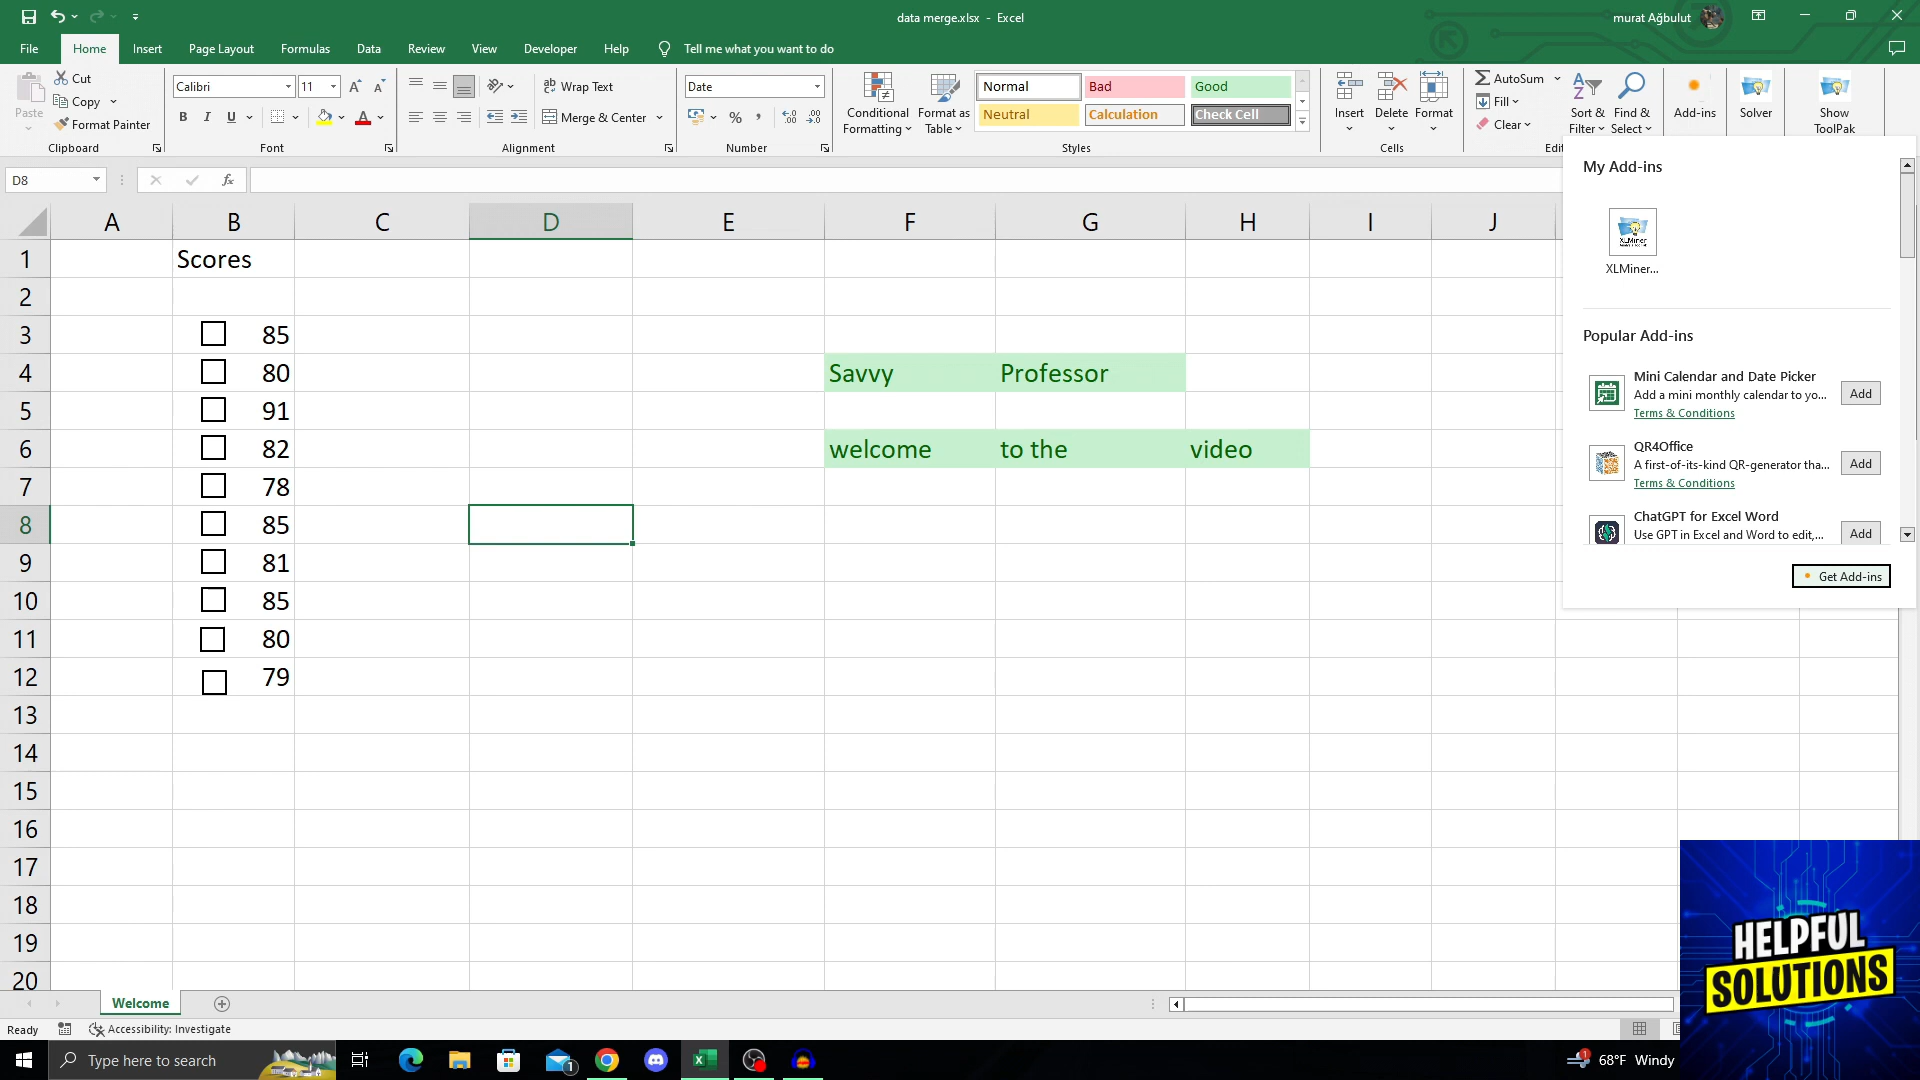 data merge.xlsx - Excel
murat Ağbulut
File Home Insert Page Layout Formulas Data Review View Developer Help Tell me what you want to do
Paste
Cut
Copy
Format Painter
Clipboard
Calibri 11
B I U
Font
Wrap Text
Merge & Center
Alignment
Date
Number
Conditional Formatting
Format as Table
Normal Bad Good
Neutral Calculation Check Cell
Styles
Insert Delete Format
Cells
AutoSum
Fill
Clear
Sort & Filter
Find & Select
Edit
Add-ins
Solver
Show ToolPak
D8
fx
A B C D E F G H I J
1 Scores
2
3 85
4 80 Savvy Professor
5 91
6 82 welcome to the video
7 78
8 85
9 81
10 85
11 80
12 79
13
14
15
16
17
18
19
20
My Add-ins
XLMiner
XLMiner...
Popular Add-ins
Mini Calendar and Date Picker
Add a mini monthly calendar to yo...
Terms & Conditions
Add
QR4Office
A first-of-its-kind QR-generator tha...
Terms & Conditions
Add
ChatGPT for Excel Word
Use GPT in Excel and Word to edit,...
Add
Get Add-ins
Welcome
Ready Accessibility: Investigate
Type here to search
1
1
68°F Windy
HELPFUL
SOLUTIONS